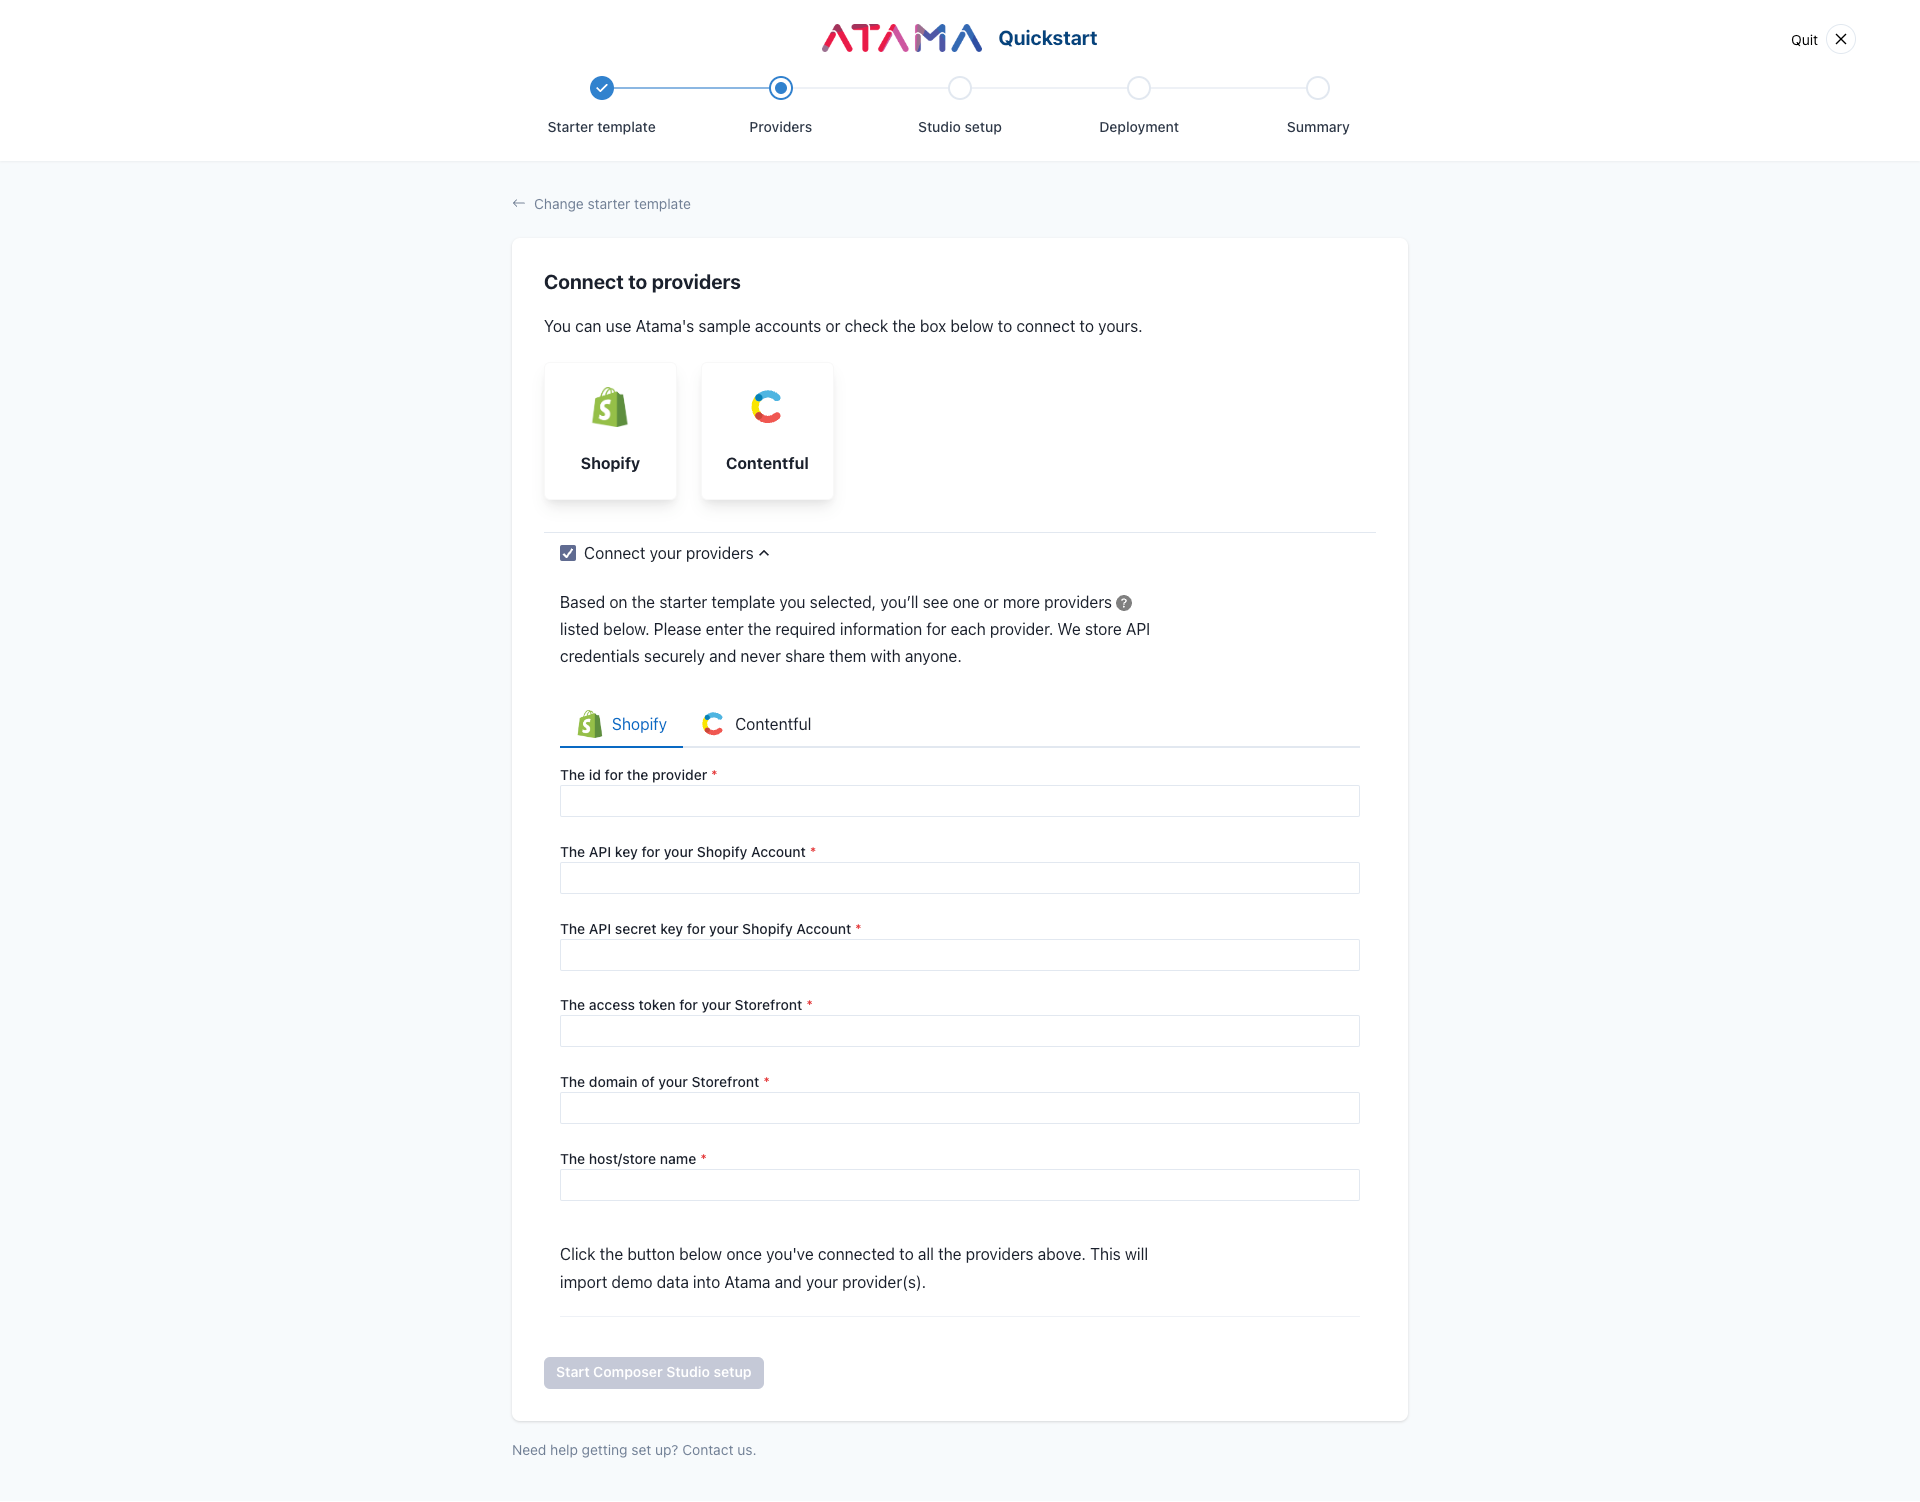 ATAMA Quickstart
Quit
Starter template
Providers
Studio setup
Deployment
Summary
Change starter template
Connect to providers
You can use Atama's sample accounts or check the box below to connect to yours.
Shopify
Contentful
Connect your providers
Based on the starter template you selected, you’ll see one or more providers ?
listed below. Please enter the required information for each provider. We store API
credentials securely and never share them with anyone.
Shopify
Contentful
The id for the provider *
The API key for your Shopify Account *
The API secret key for your Shopify Account *
The access token for your Storefront *
The domain of your Storefront *
The host/store name *
Click the button below once you've connected to all the providers above. This will
import demo data into Atama and your provider(s).
Start Composer Studio setup
Need help getting set up? Contact us.